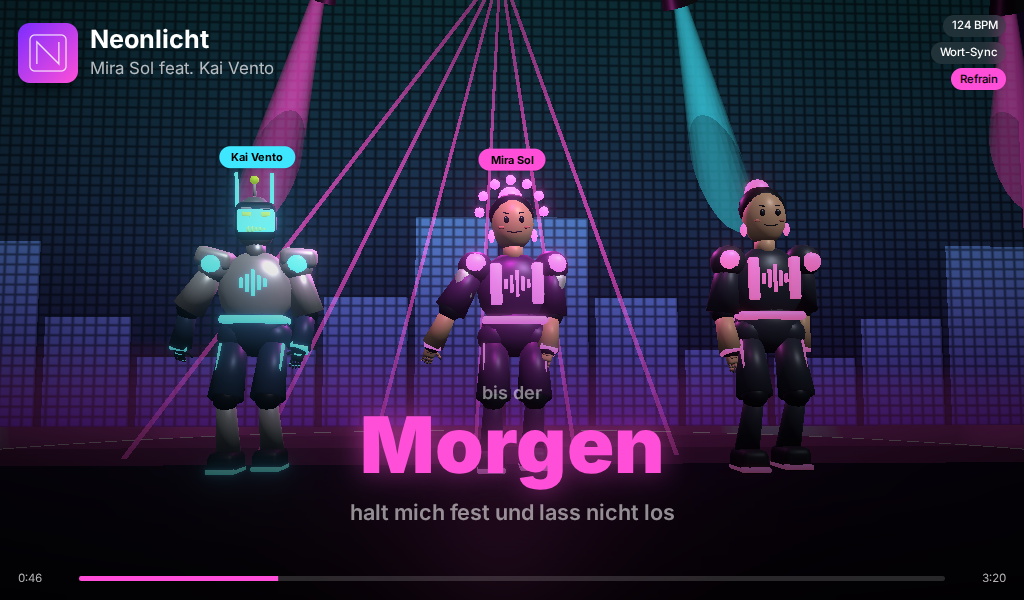 Neonlicht
Mira Sol feat. Kai Vento
124 BPM
Wort-Sync
Refrain
Kai Vento
Mira Sol
bis der
Morgen
halt mich fest und lass nicht los
0:46
3:20